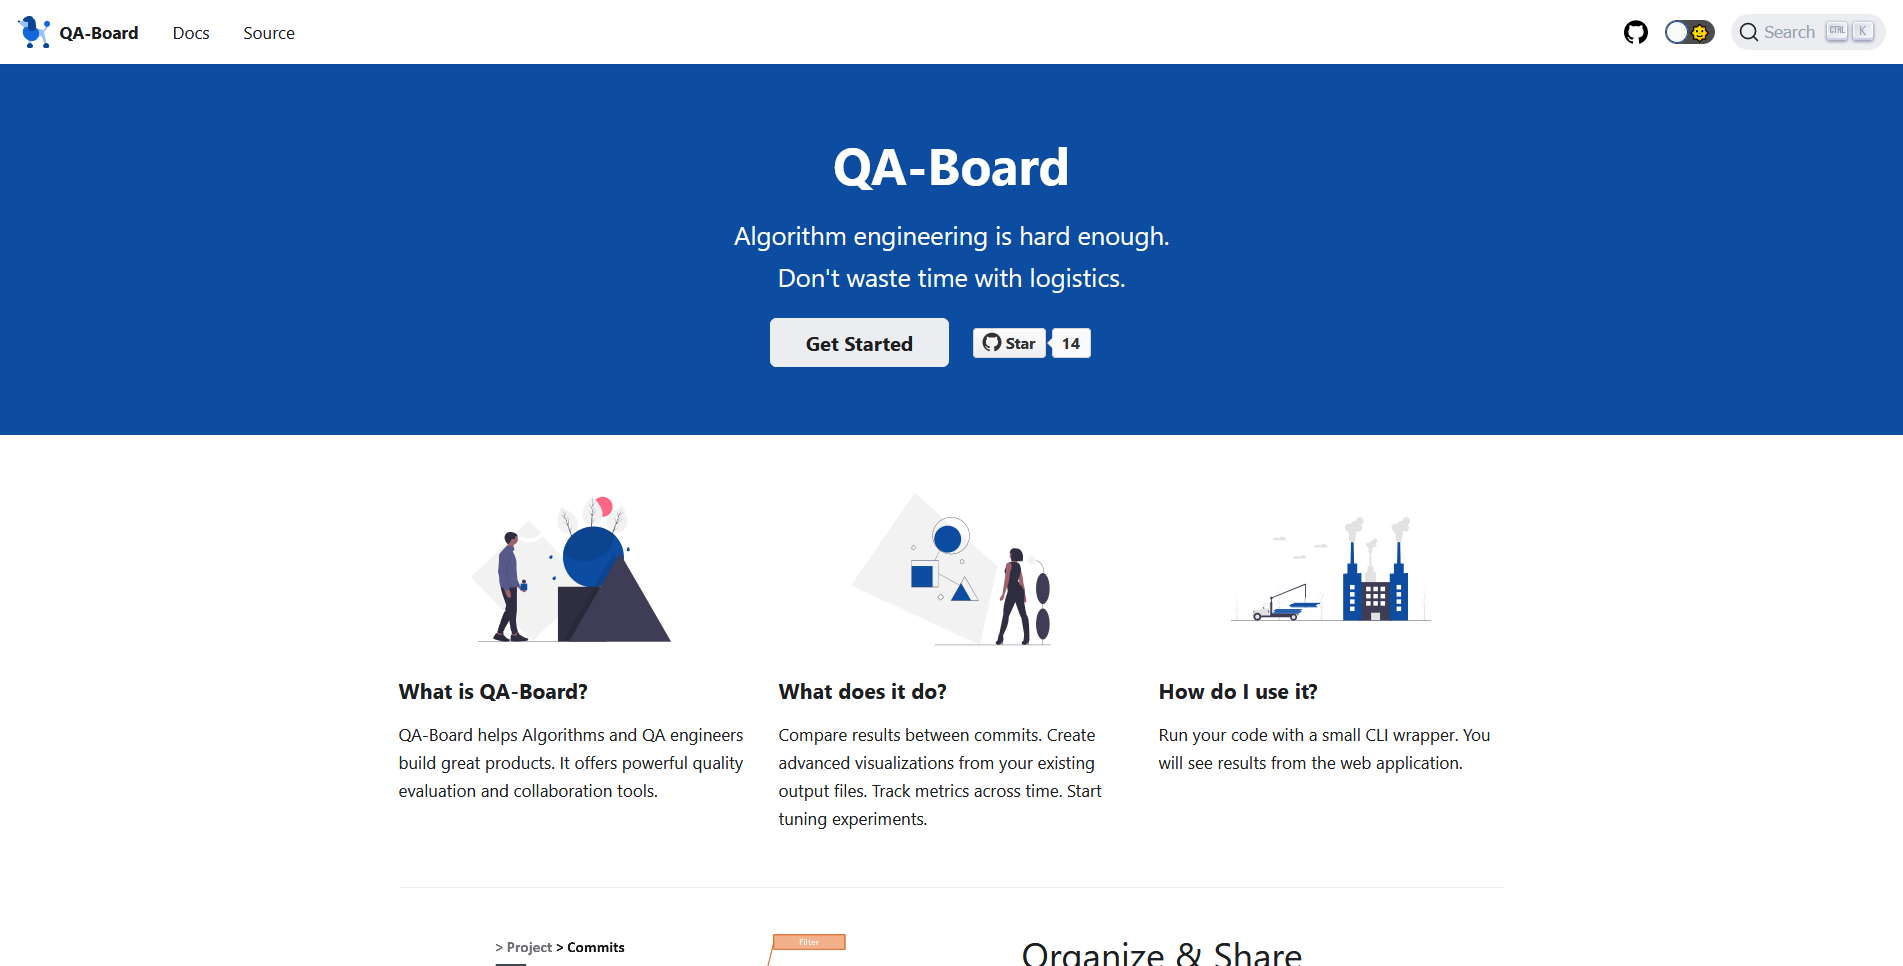 QA-Board Docs Source
Search CTRL K
QA-Board
Algorithm engineering is hard enough.
Don't waste time with logistics.
Get Started
Star 14
What is QA-Board?
QA-Board helps Algorithms and QA engineers
build great products. It offers powerful quality
evaluation and collaboration tools.
What does it do?
Compare results between commits. Create
advanced visualizations from your existing
output files. Track metrics across time. Start
tuning experiments.
How do I use it?
Run your code with a small CLI wrapper. You
will see results from the web application.
> Project > Commits
Filter
Organize & Share